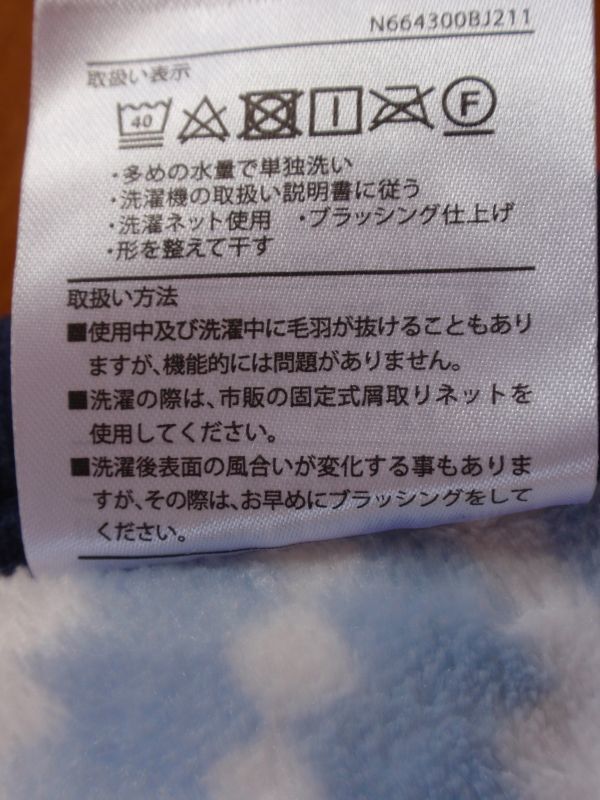 N664300BJ211
取扱い表示
40 F
・多めの水量で単独洗い
・洗濯機の取扱い説明書に従う
・洗濯ネット使用 ・ブラッシング仕上げ
・形を整えて干す
取扱い方法
■使用中及び洗濯中に毛羽が抜けることもあり
ますが、機能的には問題がありません。
■洗濯の際は、市販の固定式屑取りネットを
使用してください。
■洗濯後表面の風合いが変化する事もありま
すが、その際は、お早めにブラッシングをして
ください。